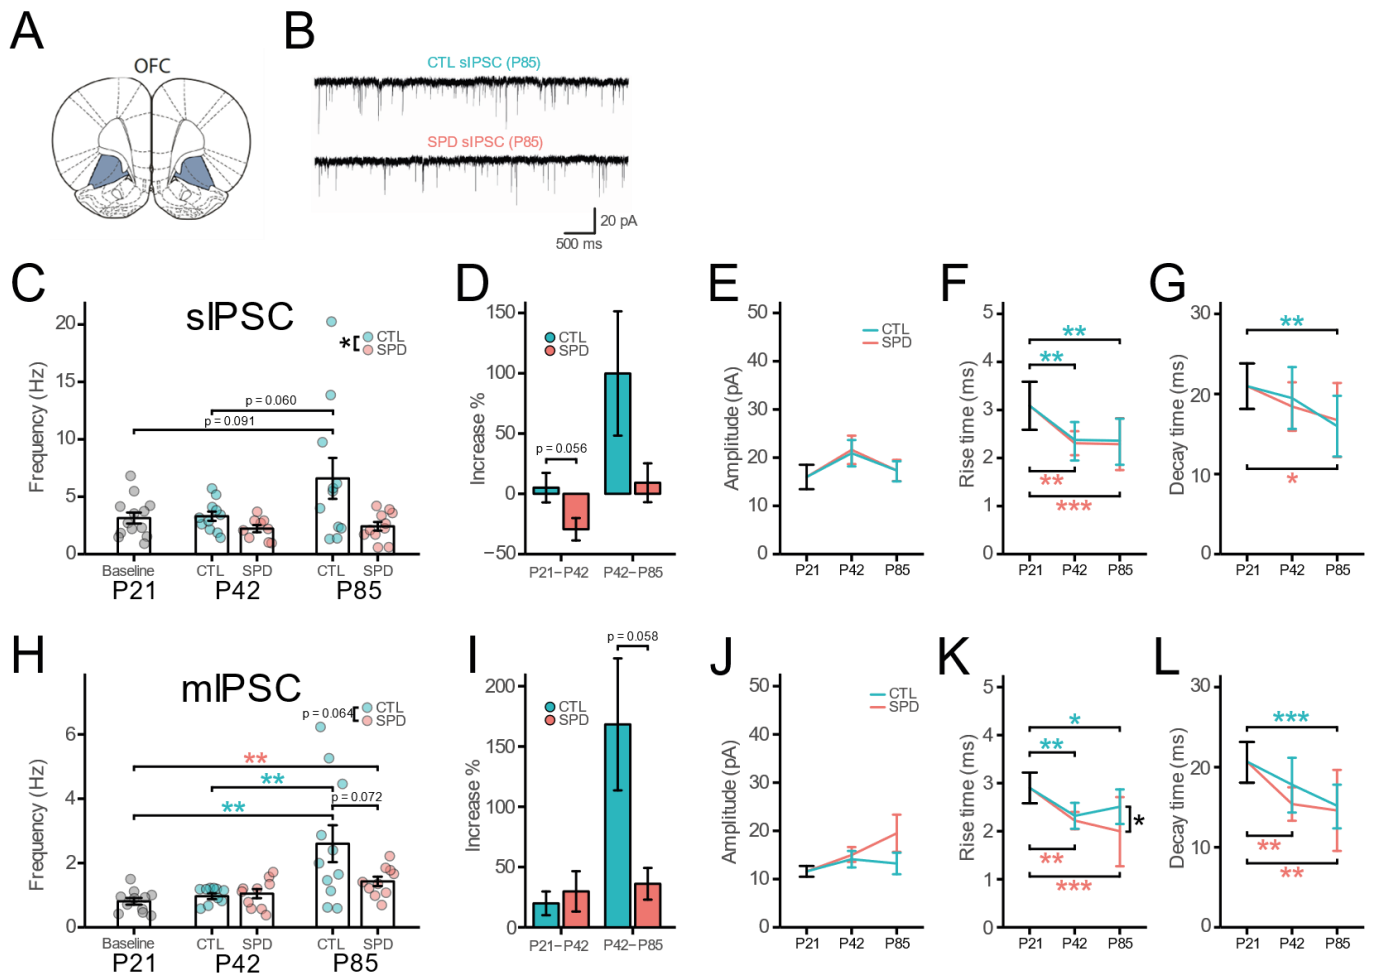 A
OFC
B
CTL sIPSC (P85)
SPD sIPSC (P85)
20 pA
500 ms
C
sIPSC
Frequency (Hz)
20
15
10
5
0
* CTL
SPD
p = 0.060
p = 0.091
Baseline CTL SPD CTL SPD
P21 P42 P85
D
Increase %
150
100
50
0
−50
CTL
SPD
p = 0.056
P21−P42 P42−P85
E
Amplitude (pA)
50
40
30
20
10
0
CTL
SPD
P21 P42 P85
F
Rise time (ms)
5
4
3
2
1
0
**
**
**
***
P21 P42 P85
G
Decay time (ms)
30
20
10
0
**
*
P21 P42 P85
H
mIPSC
Frequency (Hz)
6
4
2
0
p = 0.064
CTL
SPD
**
**
**
p = 0.072
Baseline CTL SPD CTL SPD
P21 P42 P85
I
Increase %
200
150
100
50
0
p = 0.058
CTL
SPD
P21−P42 P42−P85
J
Amplitude (pA)
50
40
30
20
10
0
CTL
SPD
P21 P42 P85
K
Rise time (ms)
5
4
3
2
1
0
*
**
*
**
***
P21 P42 P85
L
Decay time (ms)
30
20
10
0
***
**
**
P21 P42 P85